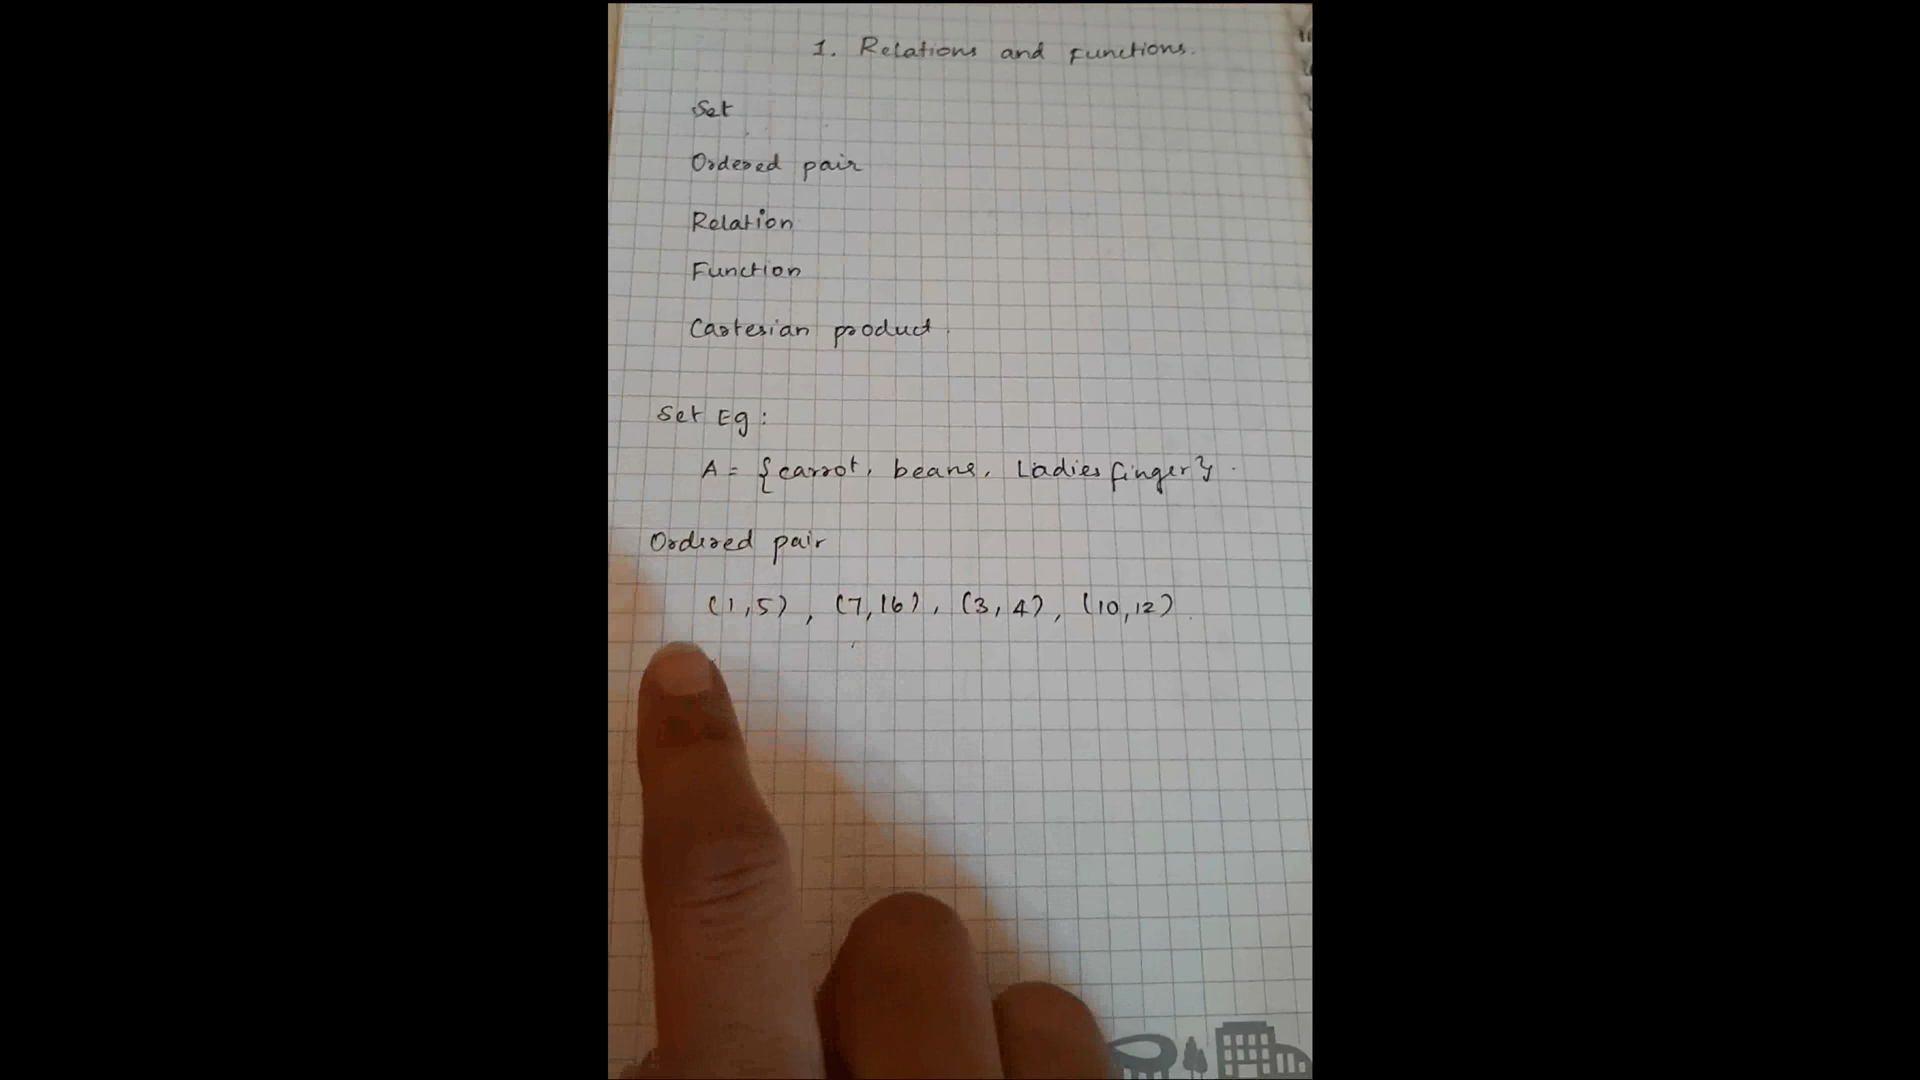 1. Relations and Functions.
Set
Ordered pair
Relation
Function
Cartesian product.
Set Eg:
A = {carrot, beans, Ladies finger}.
Ordered pair
(1,5), (7,16), (3,4), (10,12).